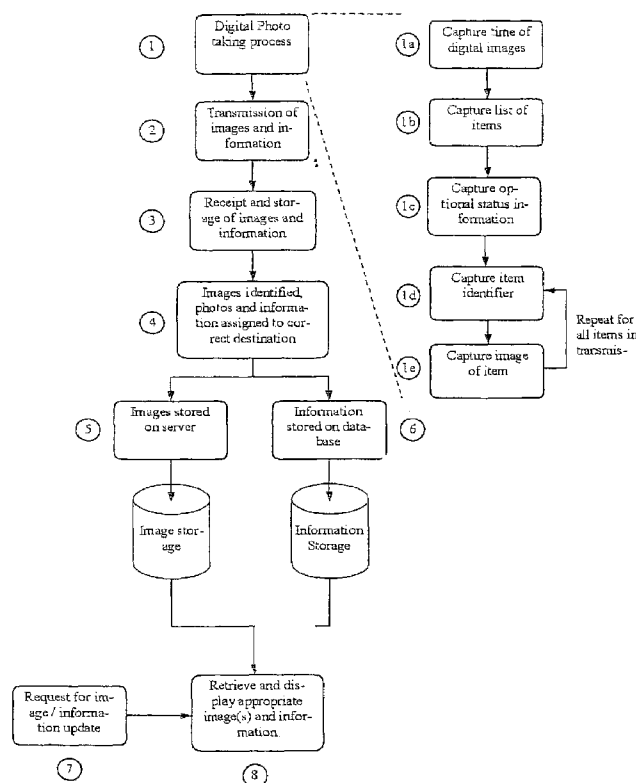 1
Digital Photo
taking process
2
Transmission of
images and in-
formation
3
Receipt and stor-
age of images and
information
4
Images identified,
photos and informa-
tion assigned to cor-
rect destination
5
Images stored
on server
Information
stored on data-
base
6
Image stor-
age
Information
Storage
Request for im-
age / information
update
7
Retrieve and dis-
play appropriate
image(s) and infor-
mation
8
1a
Capture time of
digital images
1b
Capture list of
items
1c
Capture op-
tional status in-
formation
1d
Capture item
identifier
1e
Capture image
of item
Repeat for
all items in
transmis-